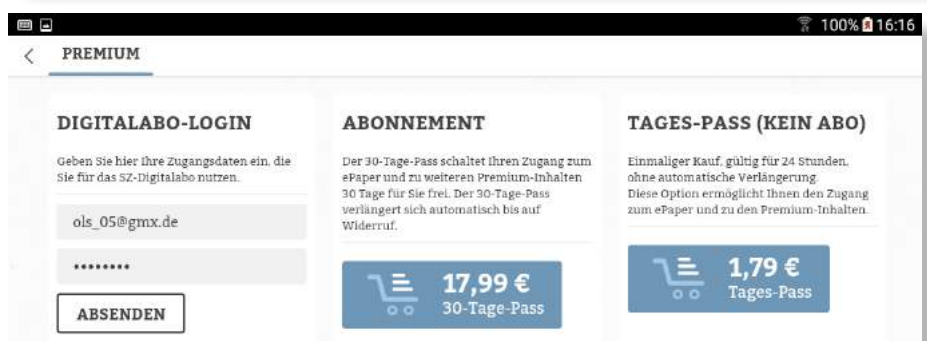 100% 16:16
PREMIUM
DIGITALABO-LOGIN
Geben Sie hier Ihre Zugangsdaten ein, die
Sie für das SZ-Digitalabo nutzen.
ols_05@gmx.de
••••••••
ABSENDEN
ABONNEMENT
Der 30-Tage-Pass schaltet Ihren Zugang zum
ePaper und zu weiteren Premium-Inhalten
30 Tage für Sie frei. Der 30-Tage-Pass
verlängert sich automatisch bis auf
Widerruf.
17,99 €
30-Tage-Pass
TAGES-PASS (KEIN ABO)
Einmaliger Kauf, gültig für 24 Stunden,
ohne automatische Verlängerung.
Diese Option ermöglicht Ihnen den Zugang
zum ePaper und zu den Premium-Inhalten.
1,79 €
Tages-Pass